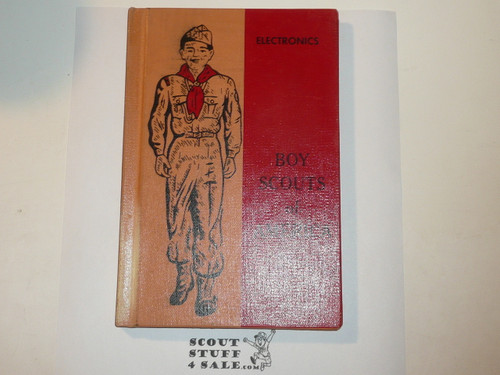 ELECTRONICS
BOY
SCOUTS
of
AMERICA
SCOUT
STUFF
4 SALE.com